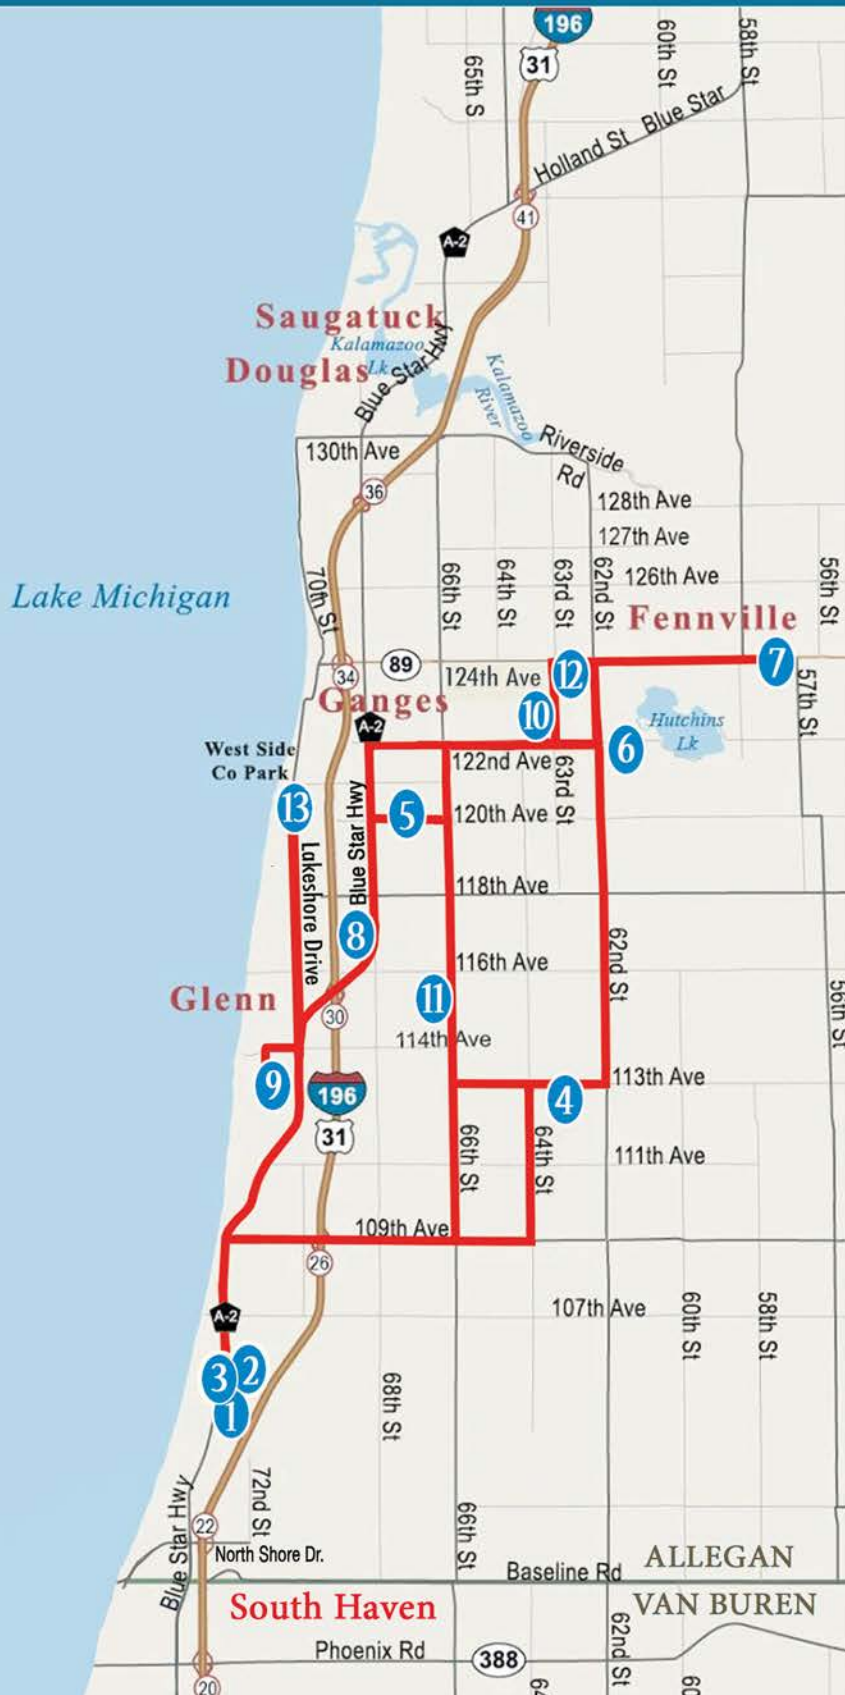 196
31
65th S
60th St
58th St
Holland St Blue Star
41
A-2
Saugatuck
Kalamazoo
Lk
Douglas
Blue Star Hwy
Kalamazoo
River
130th Ave
Riverside
Rd
36
128th Ave
127th Ave
70th St
66th St
64th St
63rd St
62nd St
126th Ave
56th St
Lake Michigan
Fennville
89
34
124th Ave
12
7
57th St
Ganges
10
A-2
Hutchins
Lk
6
West Side
Co Park
122nd Ave
63rd St
13
5
120th Ave
Blue Star Hwy
Lakeshore Drive
118th Ave
8
116th Ave
62nd St
11
56th St
Glenn
30
114th Ave
9
196
113th Ave
4
31
66th St
64th St
111th Ave
109th Ave
26
A-2
107th Ave
60th St
58th St
3
2
1
68th St
Blue Star Hwy
72nd St
22
66th St
North Shore Dr.
Baseline Rd
ALLEGAN
South Haven
VAN BUREN
Phoenix Rd
388
62nd St
20
64
60